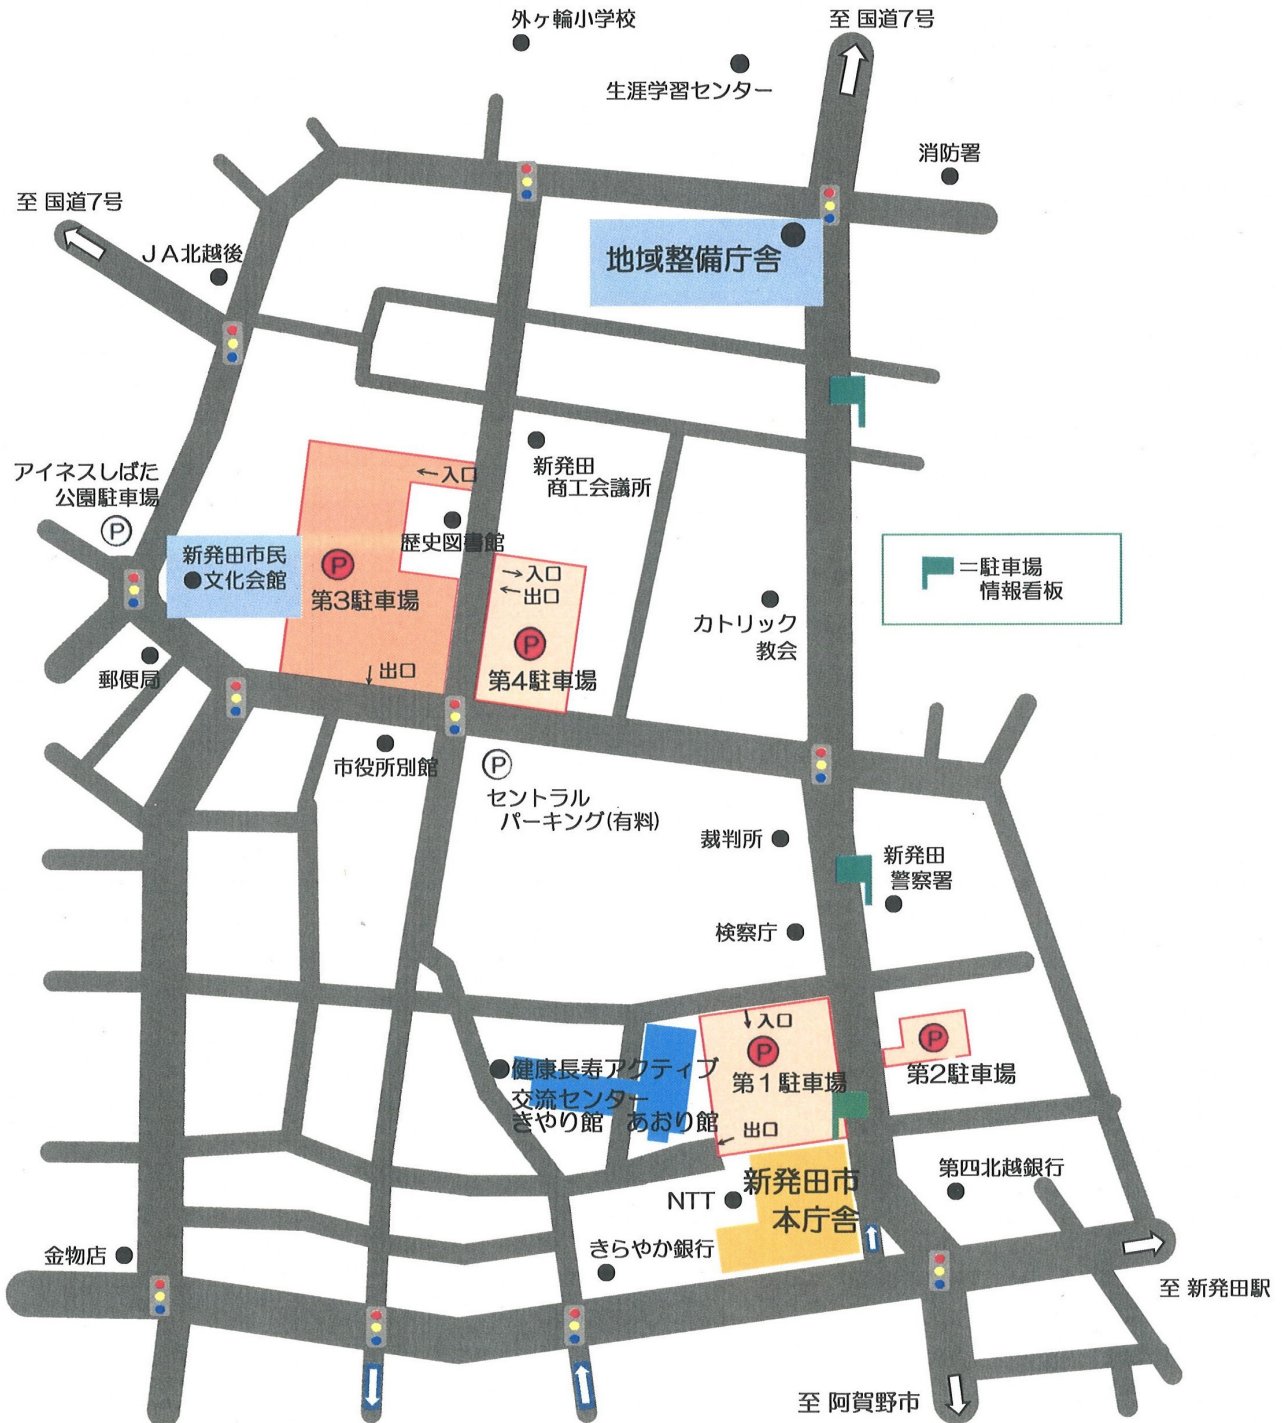 外ヶ輪小学校
至 国道7号
生涯学習センター
消防署
至 国道7号
JA北越後
地域整備庁舎
アイネスしばた
公園駐車場
P
←入口
新発田
商工会議所
歴史図書館
新発田市民
文化会館
P
第3駐車場
→入口
←出口
P
第4駐車場
↓出口
=駐車場
情報看板
カトリック
教会
郵便局
市役所別館
P
セントラル
パーキング(有料)
裁判所
新発田
警察署
検察庁
↓入口
P
第1駐車場
P
第2駐車場
健康長寿アクティブ
交流センター
きやり館 あおり館
←出口
新発田市
本庁舎
NTT
第四北越銀行
きらやか銀行
金物店
至 新発田駅
至 阿賀野市